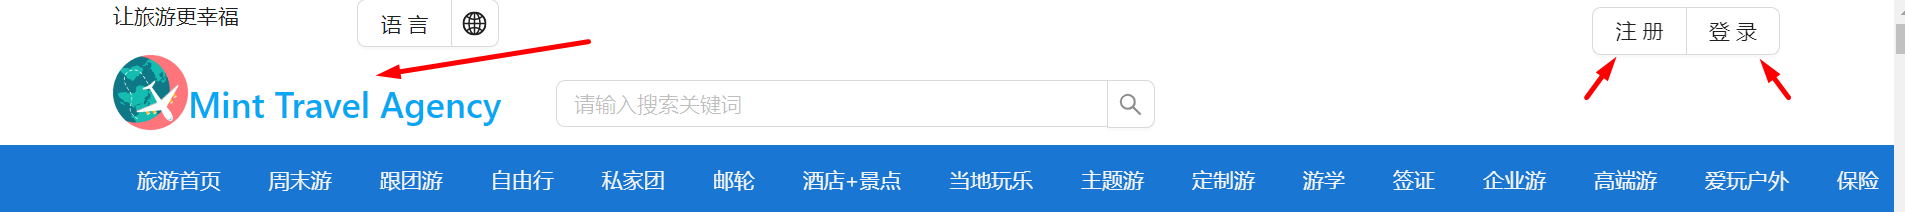 让旅游更幸福
语 言
注 册
登 录
Mint Travel Agency
请输入搜索关键词
旅游首页 周末游 跟团游 自由行 私家团 邮轮 酒店+景点 当地玩乐 主题游 定制游 游学 签证 企业游 高端游 爱玩户外 保险